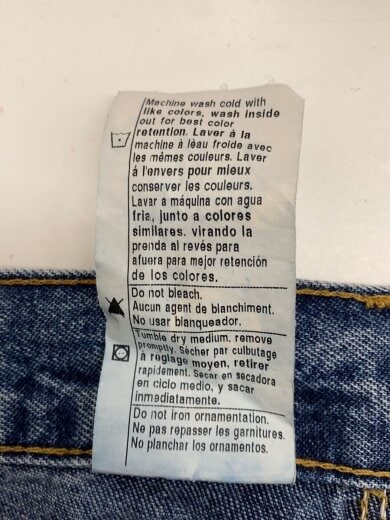 Machine wash cold with
like colors, wash inside
out for best color
retention. Laver à la
machine à léau froide avec
les mêmes couleurs. Laver
á l'envers pour mieux
conserver les couleurs.
Lavar a máquina con agua
fria, junto a colores
similares. virando la
prenda al revés para
afuera para mejor retención
de los colores.
Do not bleach.
Aucun agent de blanchiment.
No usar blanqueador.
Tumble dry medium, remove
promptly. Sécher par culbutage
à roglage moyen, retirer
rapidement. Secar en secadora
en ciclo medio, y sacar
inmediatamente.
Do not iron ornamentation.
Ne pas repasser les garnitures.
No planchar los ornamentos.